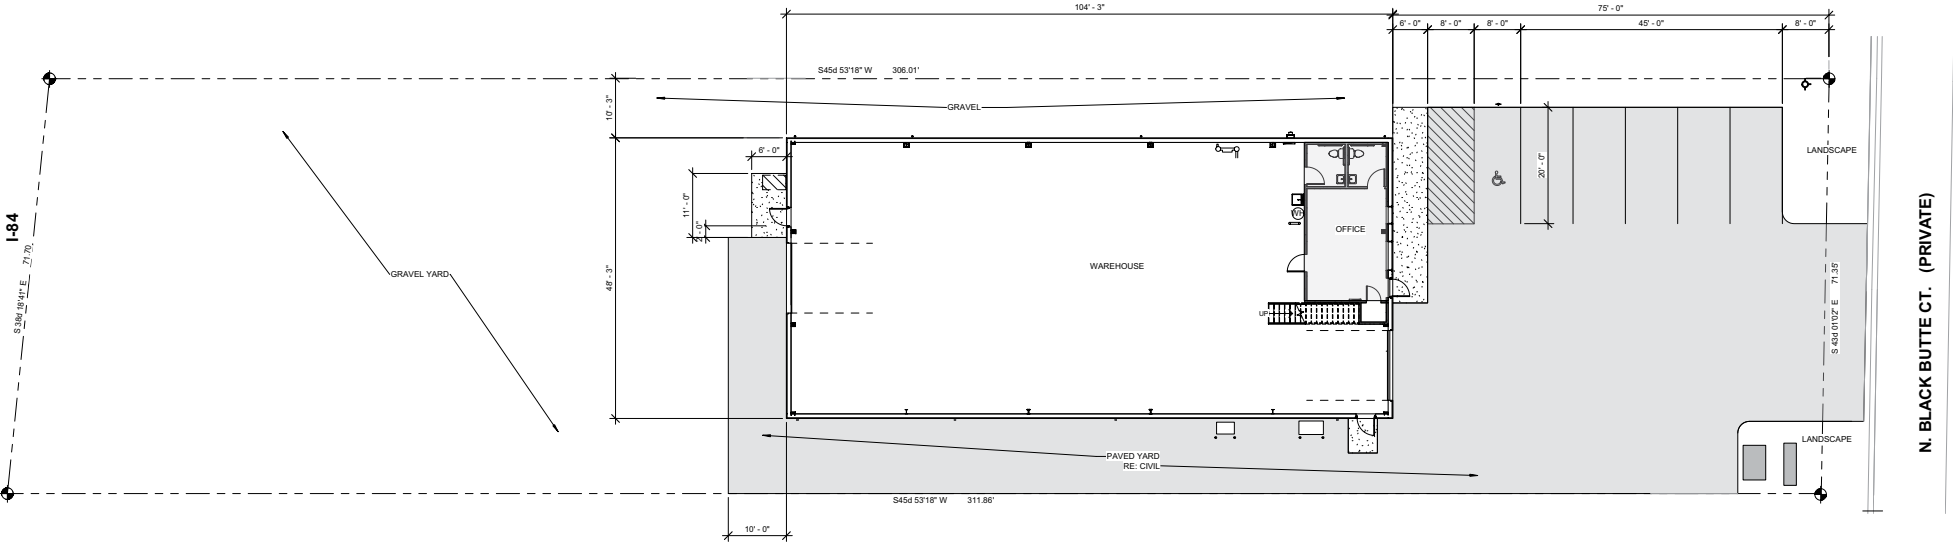 104' - 3"
75' - 0"
6' - 0"
8' - 0"
8' - 0"
45' - 0"
8' - 0"
S45d 53'18" W 306.01'
10' - 3"
GRAVEL
6' - 0"
LANDSCAPE
20' - 0"
I-84
11' - 0"
WH
OFFICE
2' - 0"
WAREHOUSE
GRAVEL YARD
48' - 3"
S 38d 18'41" E 71.70
UP
S 43d 01'02" E 71.35'
N. BLACK BUTTE CT. (PRIVATE)
LANDSCAPE
PAVED YARD
RE: CIVIL
S45d 53'18" W 311.86'
10' - 0"